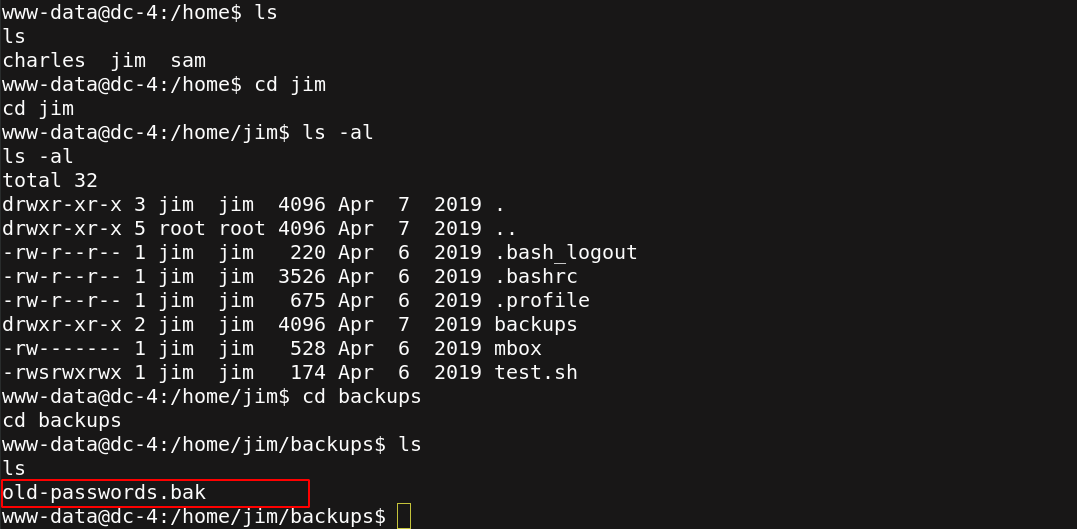 www-data@dc-4:/home$ ls
ls
charles  jim  sam
www-data@dc-4:/home$ cd jim
cd jim
www-data@dc-4:/home/jim$ ls -al
ls -al
total 32
drwxr-xr-x 3 jim  jim  4096 Apr  7  2019 .
drwxr-xr-x 5 root root 4096 Apr  7  2019 ..
-rw-r--r-- 1 jim  jim   220 Apr  6  2019 .bash_logout
-rw-r--r-- 1 jim  jim  3526 Apr  6  2019 .bashrc
-rw-r--r-- 1 jim  jim   675 Apr  6  2019 .profile
drwxr-xr-x 2 jim  jim  4096 Apr  7  2019 backups
-rw------- 1 jim  jim   528 Apr  6  2019 mbox
-rwsrwxrwx 1 jim  jim   174 Apr  6  2019 test.sh
www-data@dc-4:/home/jim$ cd backups
cd backups
www-data@dc-4:/home/jim/backups$ ls
ls
old-passwords.bak
www-data@dc-4:/home/jim/backups$